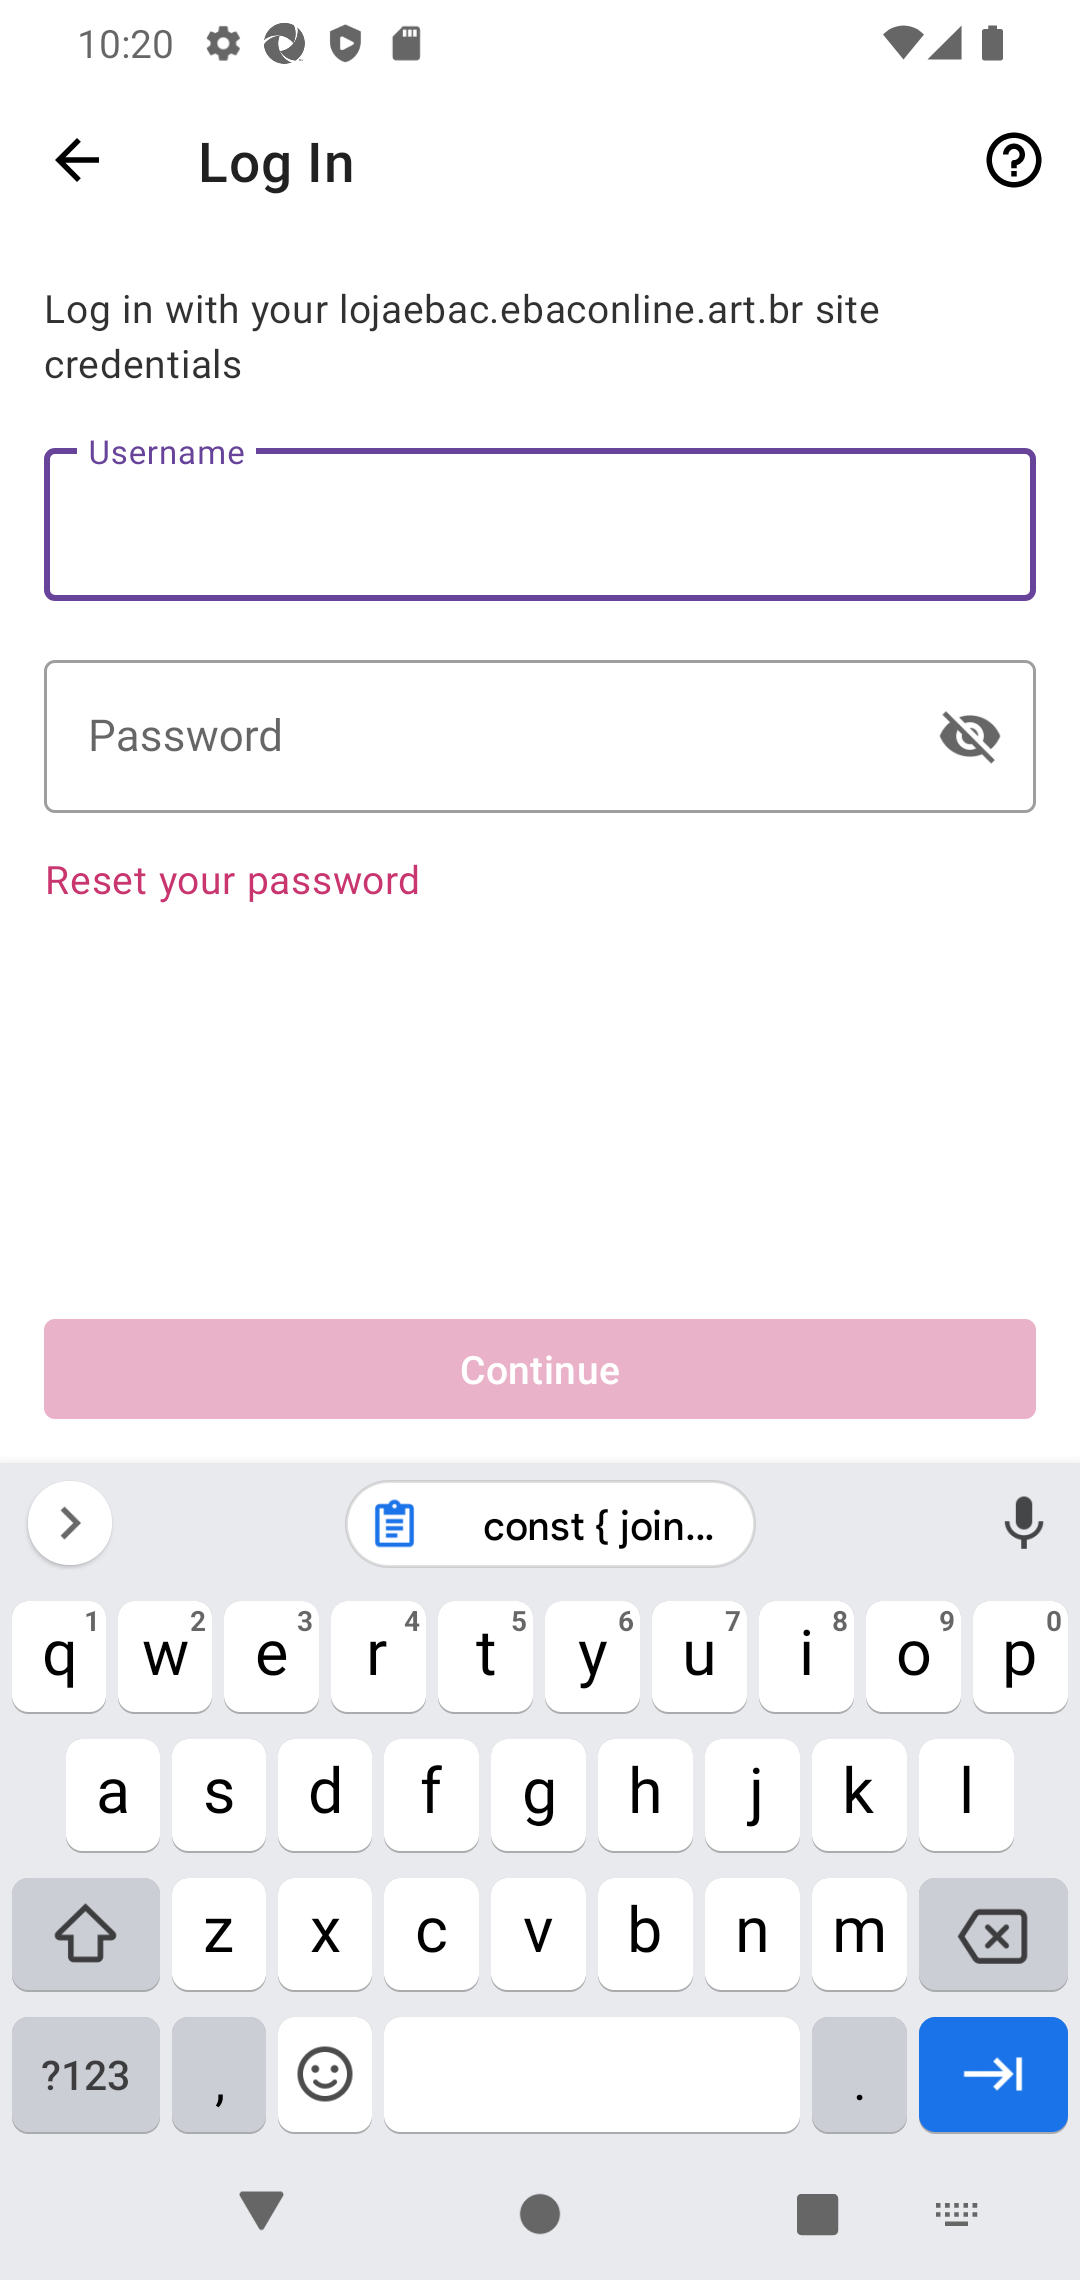 10:20
Log In
Log in with your lojaebac.ebaconline.art.br site
credentials
Username
Password
Reset your password
Continue
const { join...
q 1 w 2 e 3 r 4 t 5 y 6 u 7 i 8 o 9 p 0
a s d f g h j k l
z x c v b n m
?123 , .